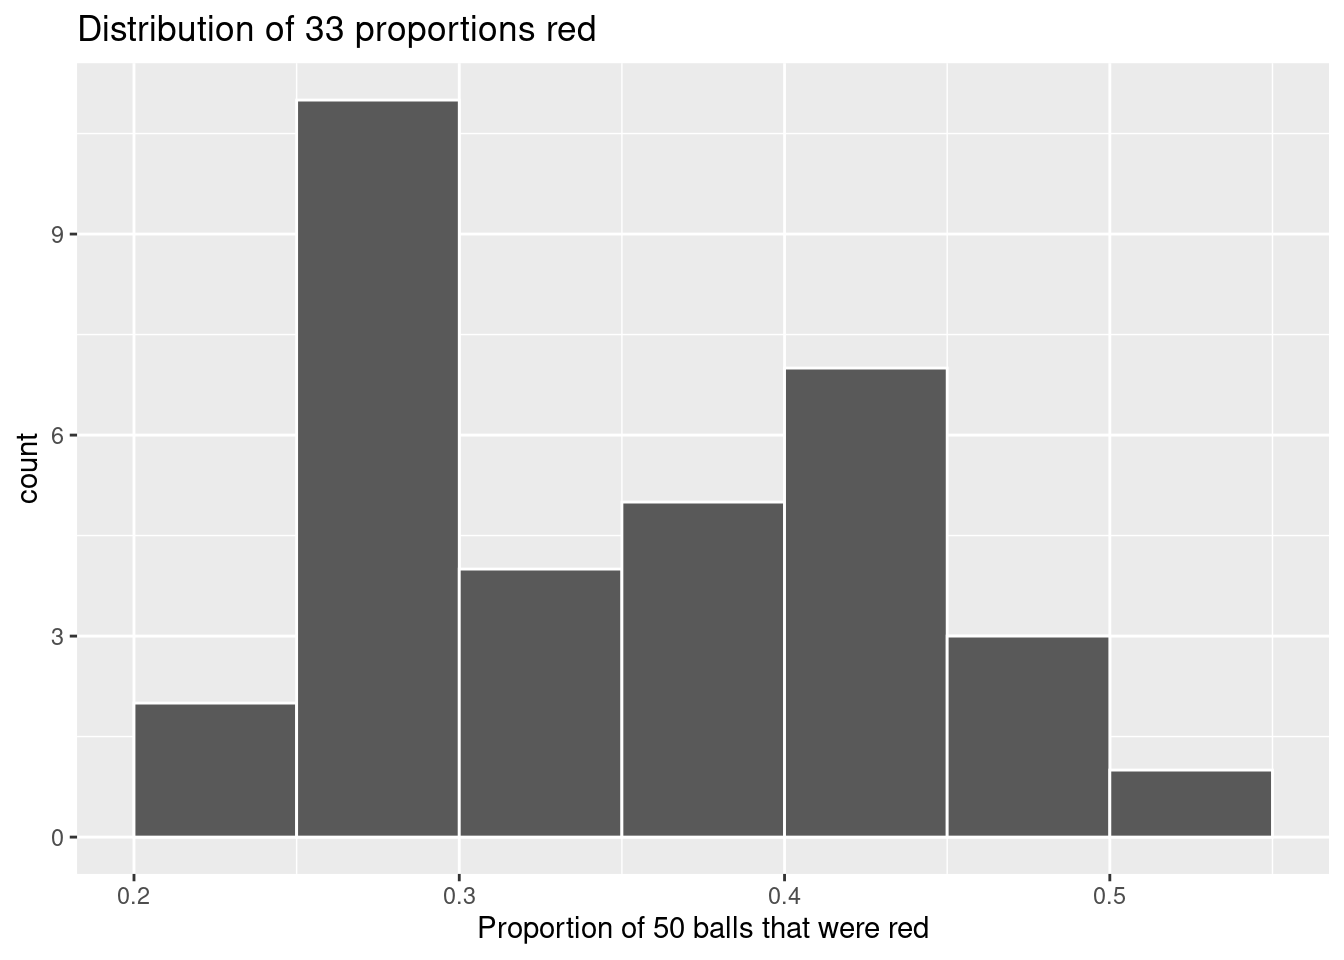 Distribution of 33 proportions red
9
6
3
0
count
0.2 0.3 0.4 0.5
Proportion of 50 balls that were red